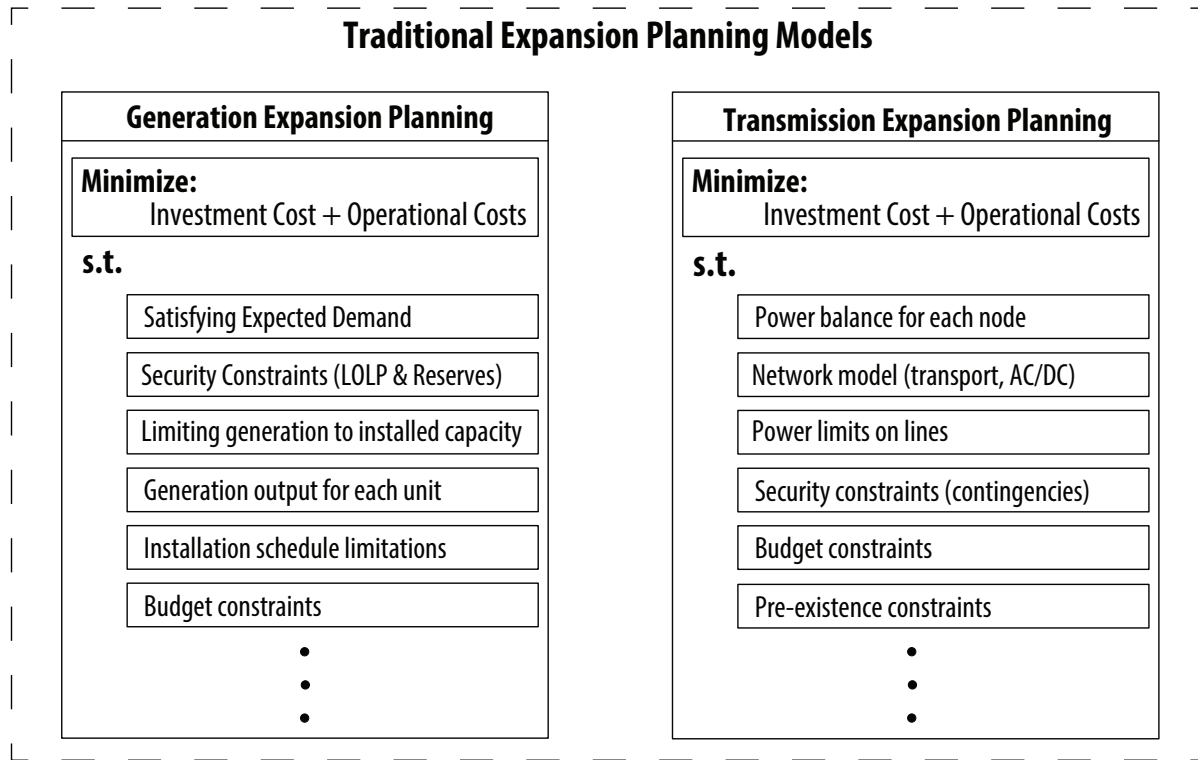 Traditional Expansion Planning Models
Generation Expansion Planning
Minimize:
Investment Cost + Operational Costs
s.t.
Satisfying Expected Demand
Security Constraints (LOLP & Reserves)
Limiting generation to installed capacity
Generation output for each unit
Installation schedule limitations
Budget constraints
Transmission Expansion Planning
Minimize:
Investment Cost + Operational Costs
s.t.
Power balance for each node
Network model (transport, AC/DC)
Power limits on lines
Security constraints (contingencies)
Budget constraints
Pre-existence constraints